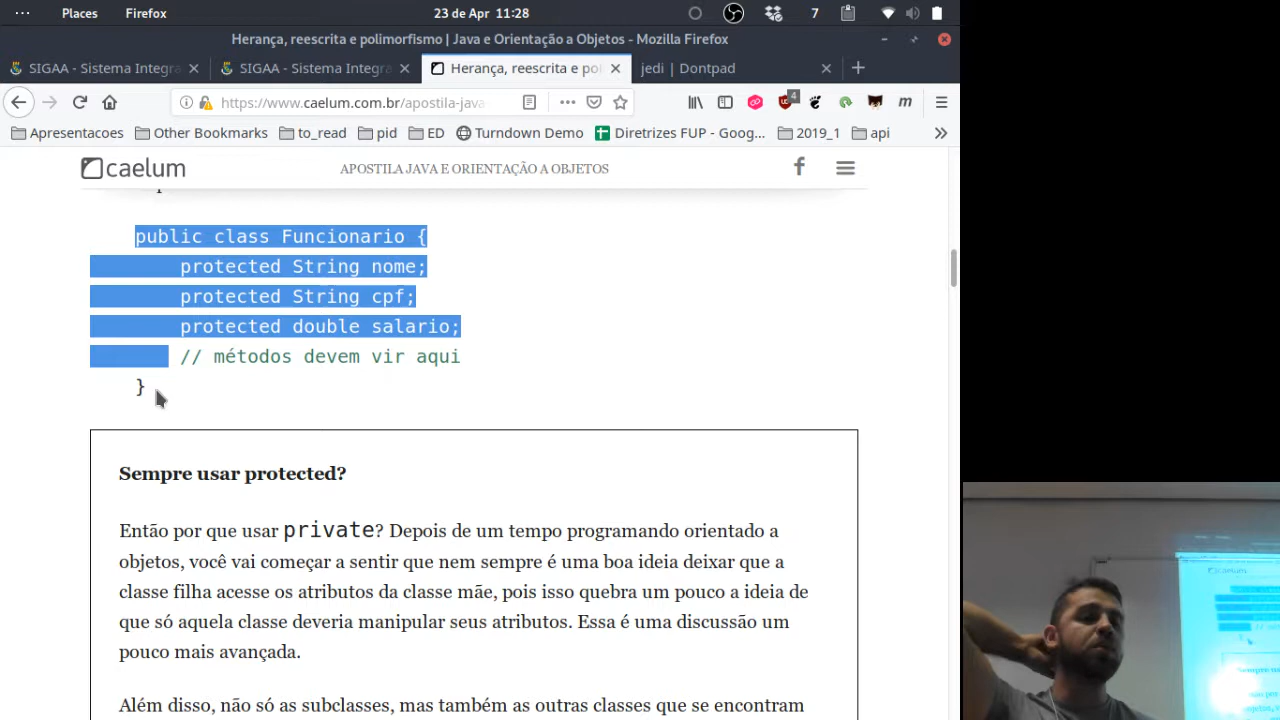 Places Firefox 23 de Apr 11:28 7
Herança, reescrita e polimorfismo | Java e Orientação a Objetos - Mozilla Firefox
SIGAA - Sistema Integra SIGAA - Sistema Integra Herança, reescrita e pol jedi | Dontpad
https://www.caelum.com.br/apostila-java- 4 m
Apresentacoes Other Bookmarks to_read pid ED Turndown Demo Diretrizes FUP - Goog... 2019_1 api
caelum APOSTILA JAVA E ORIENTAÇÃO A OBJETOS
public class Funcionario {
protected String nome;
protected String cpf;
protected double salario;
// métodos devem vir aqui
}
Sempre usar protected?
Então por que usar private? Depois de um tempo programando orientado a
objetos, você vai começar a sentir que nem sempre é uma boa ideia deixar que a
classe filha acesse os atributos da classe mãe, pois isso quebra um pouco a ideia de
que só aquela classe deveria manipular seus atributos. Essa é uma discussão um
pouco mais avançada.
Além disso, não só as subclasses, mas também as outras classes que se encontram